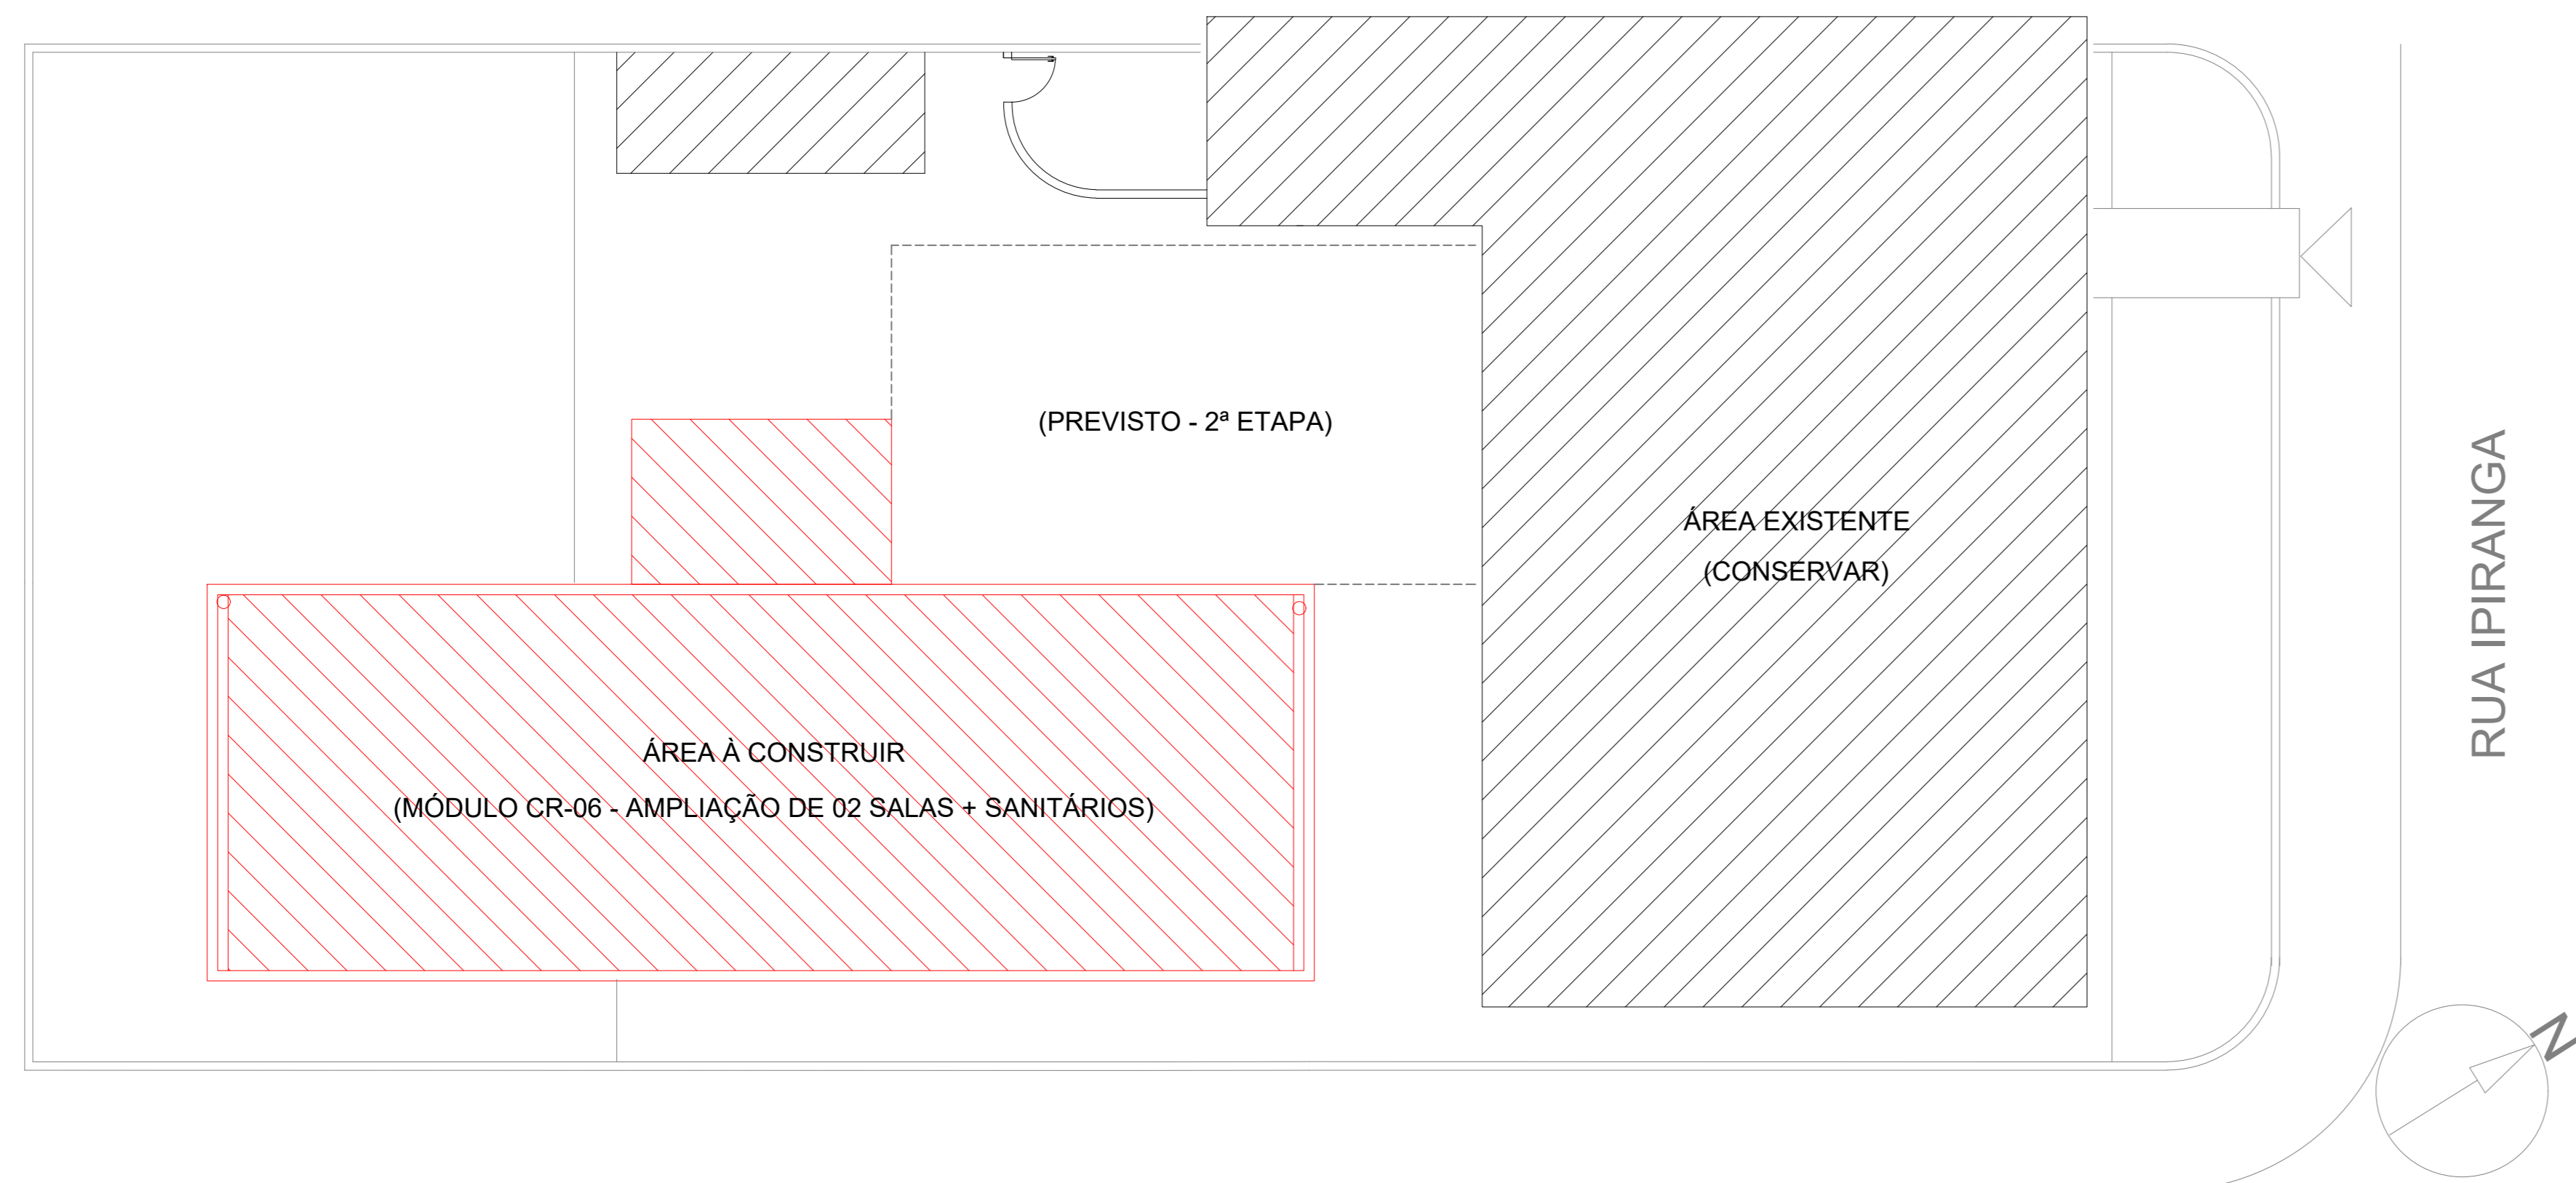 (PREVISTO - 2ª ETAPA)
ÁREA EXISTENTE
(CONSERVAR)
RUA IPIRANGA
ÁREA À CONSTRUIR
(MÓDULO CR-06 - AMPLIAÇÃO DE 02 SALAS + SANITÁRIOS)
N